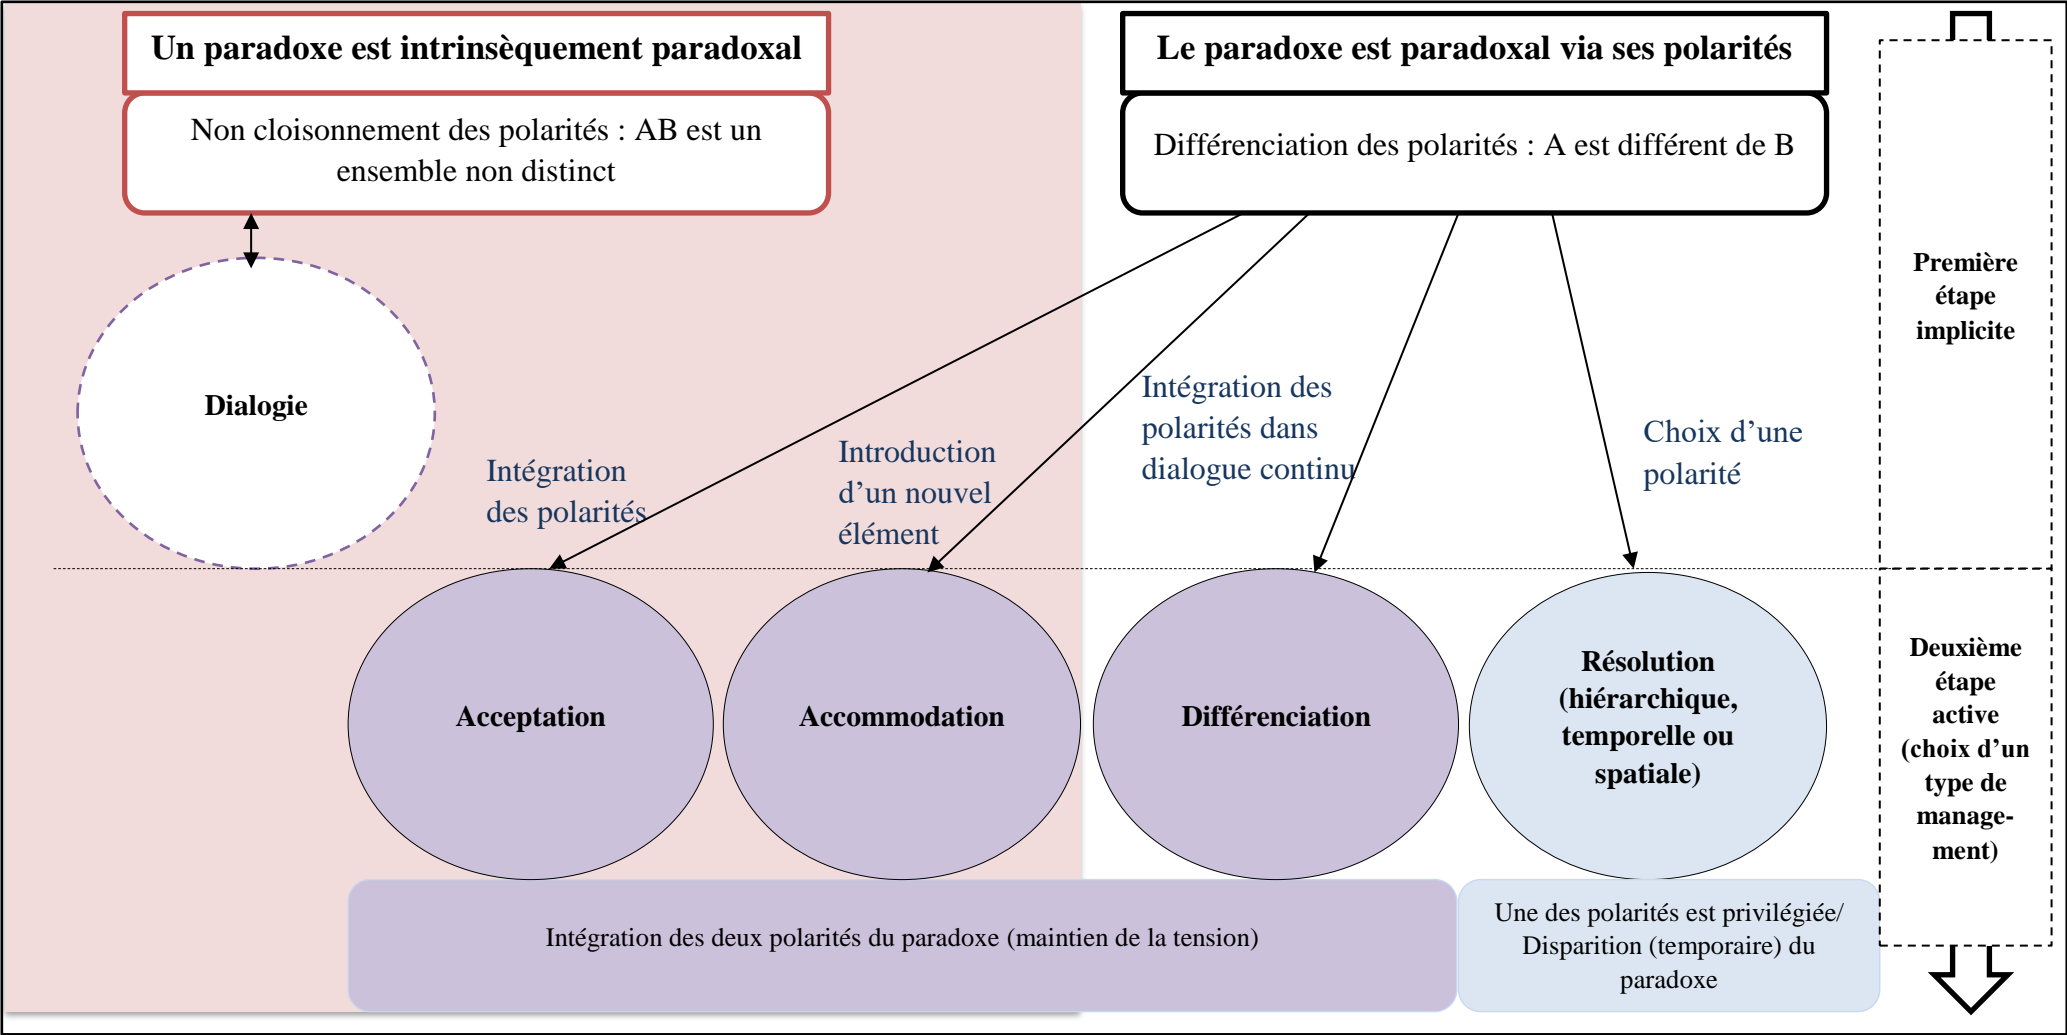 Un paradoxe est intrinsèquement paradoxal
Non cloisonnement des polarités : AB est un
ensemble non distinct
Le paradoxe est paradoxal via ses polarités
Différenciation des polarités : A est différent de B
Première
étape
implicite
Dialogie
Intégration
des polarités
Introduction
d’un nouvel
élément
Intégration des
polarités dans
dialogue continu
Choix d’une
polarité
Acceptation
Accommodation
Différenciation
Résolution
(hiérarchique,
temporelle ou
spatiale)
Deuxième
étape
active
(choix d’un
type de
manage-
ment)
Intégration des deux polarités du paradoxe (maintien de la tension)
Une des polarités est privilégiée/
Disparition (temporaire) du
paradoxe